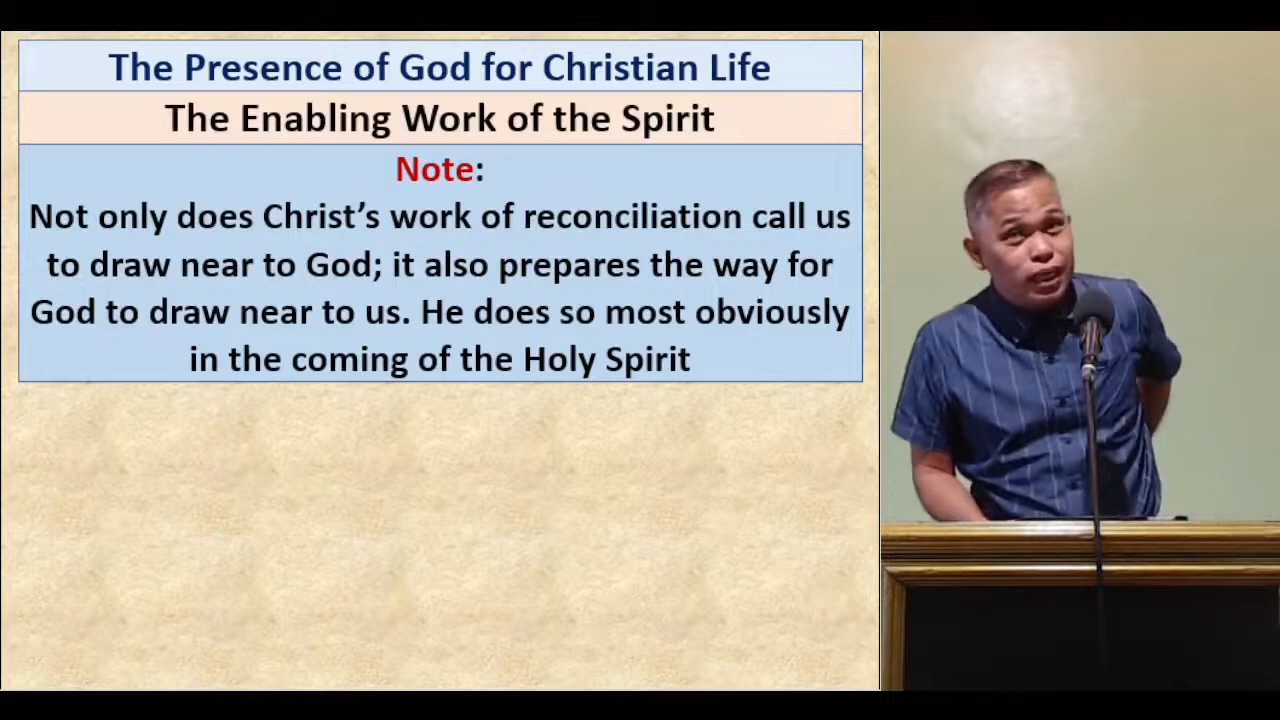 The Presence of God for Christian Life
The Enabling Work of the Spirit
Note:
Not only does Christ’s work of reconciliation call us
to draw near to God; it also prepares the way for
God to draw near to us. He does so most obviously
in the coming of the Holy Spirit